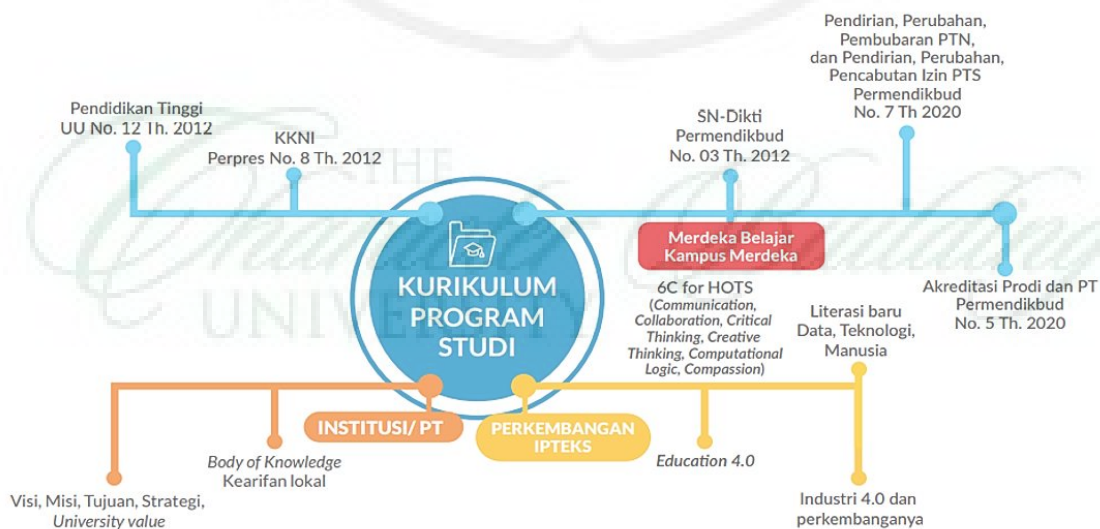 Pendidikan Tinggi
UU No. 12 Th. 2012
KKNI
Perpres No. 8 Th. 2012
SN-Dikti
Permendikbud
No. 03 Th. 2012
Pendirian, Perubahan,
Pembubaran PTN,
dan Pendirian, Perubahan,
Pencabutan Izin PTS
Permendikbud
No. 7 Th 2020
THE
UNIVERSITY
KURIKULUM
PROGRAM
STUDI
Merdeka Belajar
Kampus Merdeka
6C for HOTS
(Communication,
Collaboration, Critical
Thinking, Creative
Thinking, Computational
Logic, Compassion)
Literasi baru
Data, Teknologi,
Manusia
Akreditasi Prodi dan PT
Permendikbud
No. 5 Th. 2020
INSTITUSI/ PT
PERKEMBANGAN
IPTEKS
Body of Knowledge
Kearifan lokal
Education 4.0
Visi, Misi, Tujuan, Strategi,
University value
Industri 4.0 dan
perkembanganya